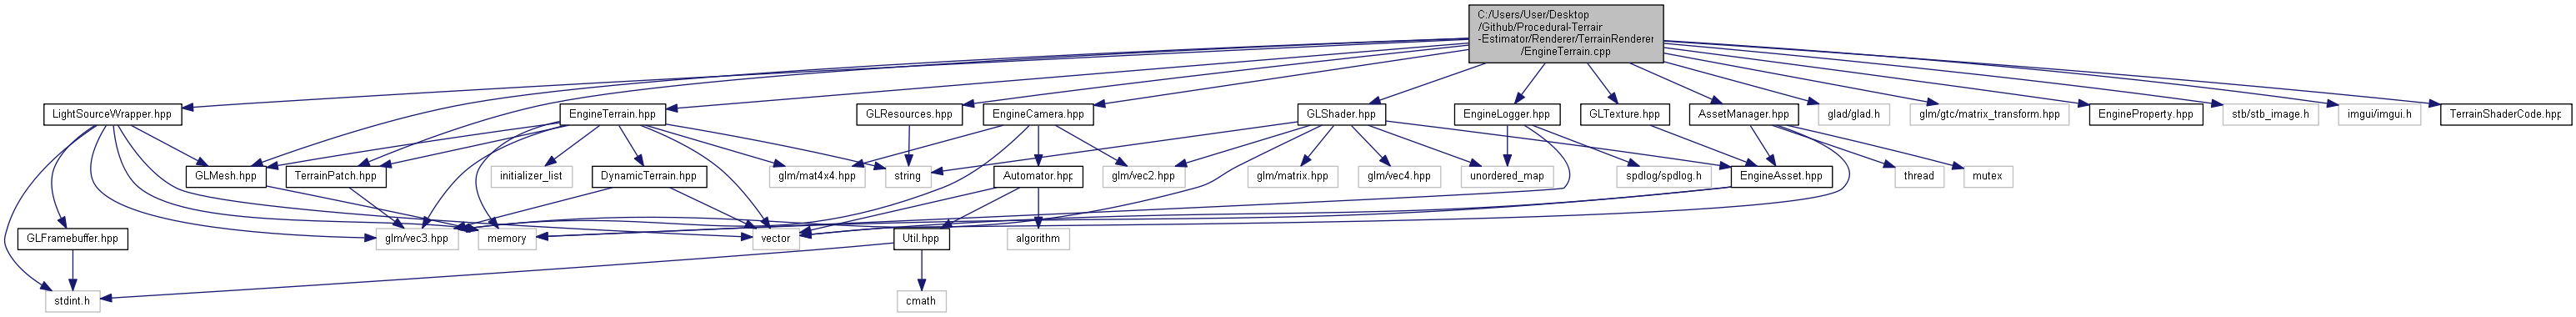 C:/Users/User/Desktop
/Github/Procedural-Terrair
-Estimator/Renderer/TerrainRenderer
/EngineTerrain.cpp
LightSourceWrapper.hpp
EngineTerrain.hpp
GLResources.hpp
EngineCamera.hpp
GLShader.hpp
EngineLogger.hpp
GLTexture.hpp
AssetManager.hpp
glad/glad.h
glm/gtc/matrix_transform.hpp
EngineProperty.hpp
stb/stb_image.h
imgui/imgui.h
TerrainShaderCode.hpp
GLMesh.hpp
TerrainPatch.hpp
initializer_list
DynamicTerrain.hpp
glm/mat4x4.hpp
string
Automator.hpp
glm/vec2.hpp
glm/matrix.hpp
glm/vec4.hpp
unordered_map
spdlog/spdlog.h
EngineAsset.hpp
thread
mutex
GLFramebuffer.hpp
glm/vec3.hpp
memory
vector
Util.hpp
algorithm
stdint.h
cmath